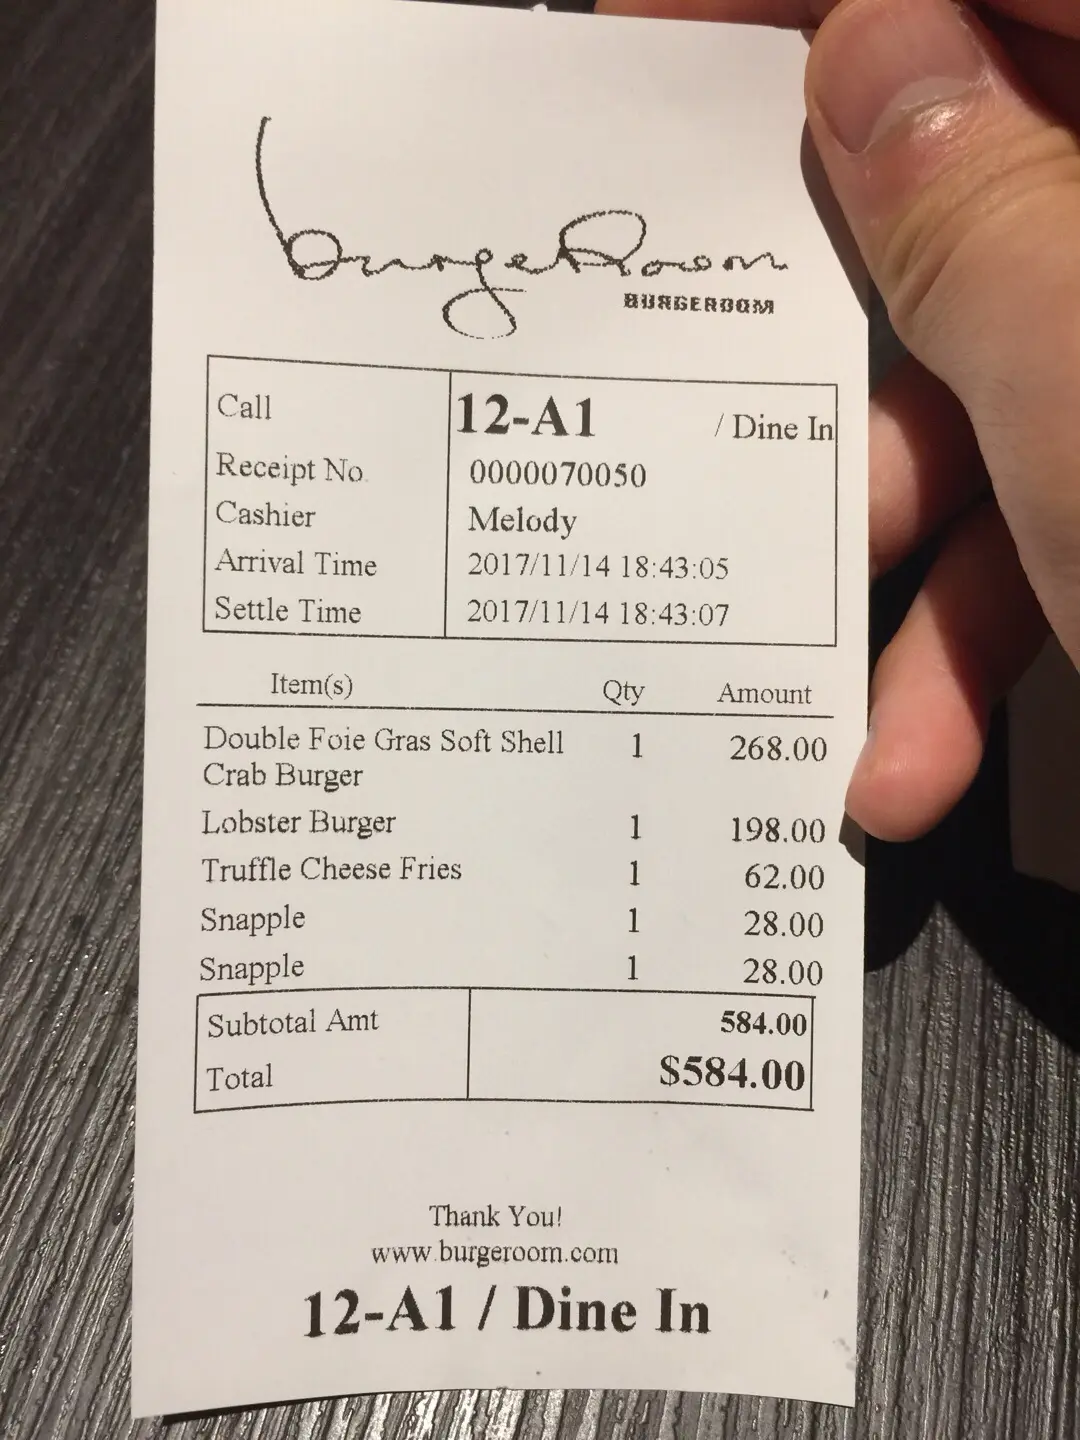 burgeRoom
BURGEROOM
Call 12-A1 / Dine In
Receipt No. 0000070050
Cashier Melody
Arrival Time 2017/11/14 18:43:05
Settle Time 2017/11/14 18:43:07
Item(s) Qty Amount
Double Foie Gras Soft Shell 1 268.00
Crab Burger
Lobster Burger 1 198.00
Truffle Cheese Fries 1 62.00
Snapple 1 28.00
Snapple 1 28.00
Subtotal Amt 584.00
Total $584.00
Thank You!
www.burgeroom.com
12-A1 / Dine In